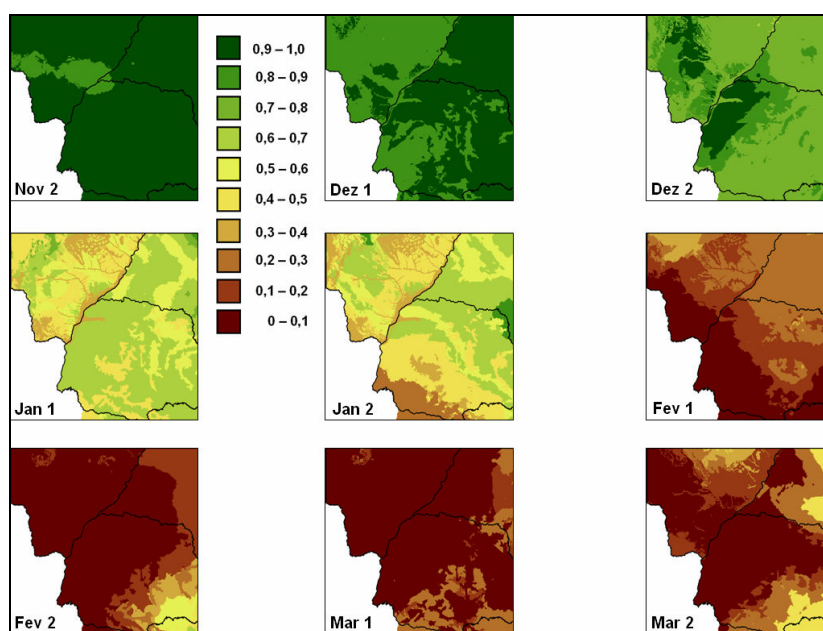 0,9 – 1,0
0,8 – 0,9
0,7 – 0,8
0,6 – 0,7
0,5 – 0,6
0,4 – 0,5
0,3 – 0,4
0,2 – 0,3
0,1 – 0,2
0 – 0,1
Nov 2
Dez 1
Dez 2
Jan 1
Jan 2
Fev 1
Fev 2
Mar 1
Mar 2